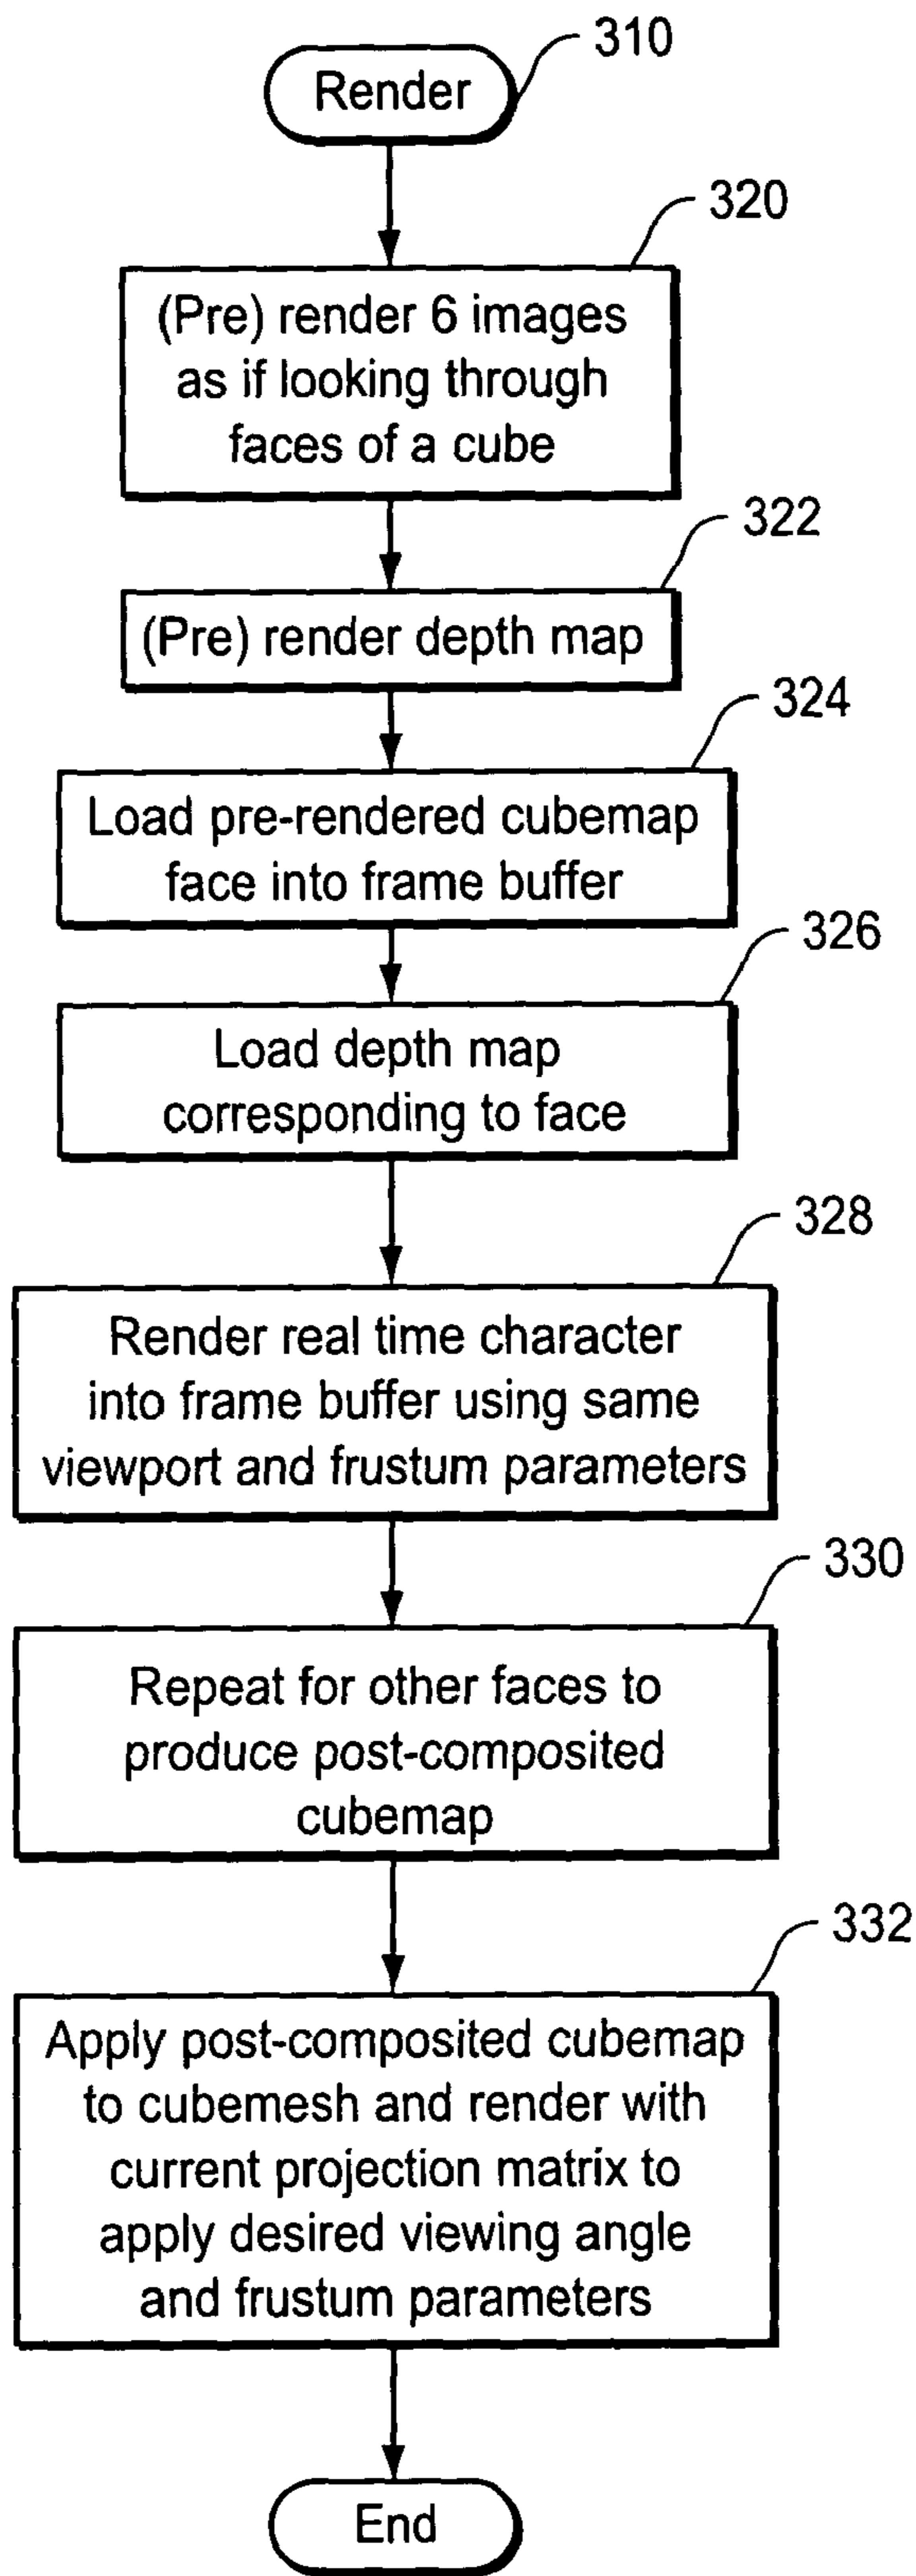 310
Render
320
(Pre) render 6 images
as if looking through
faces of a cube
322
(Pre) render depth map
324
Load pre-rendered cubemap
face into frame buffer
326
Load depth map
corresponding to face
328
Render real time character
into frame buffer using same
viewport and frustum parameters
330
Repeat for other faces to
produce post-composited
cubemap
332
Apply post-composited cubemap
to cubemesh and render with
current projection matrix to
apply desired viewing angle
and frustum parameters
End